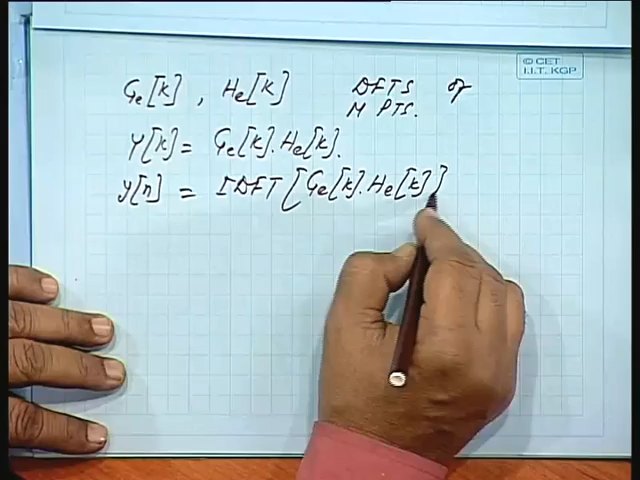 © CET
I.I.T. KGP
Ge[k], He[k] DFTS of
M PTS.
Y[k] = Ge[k].He[k].
y[n] = IDFT[Ge[k].He[k]]